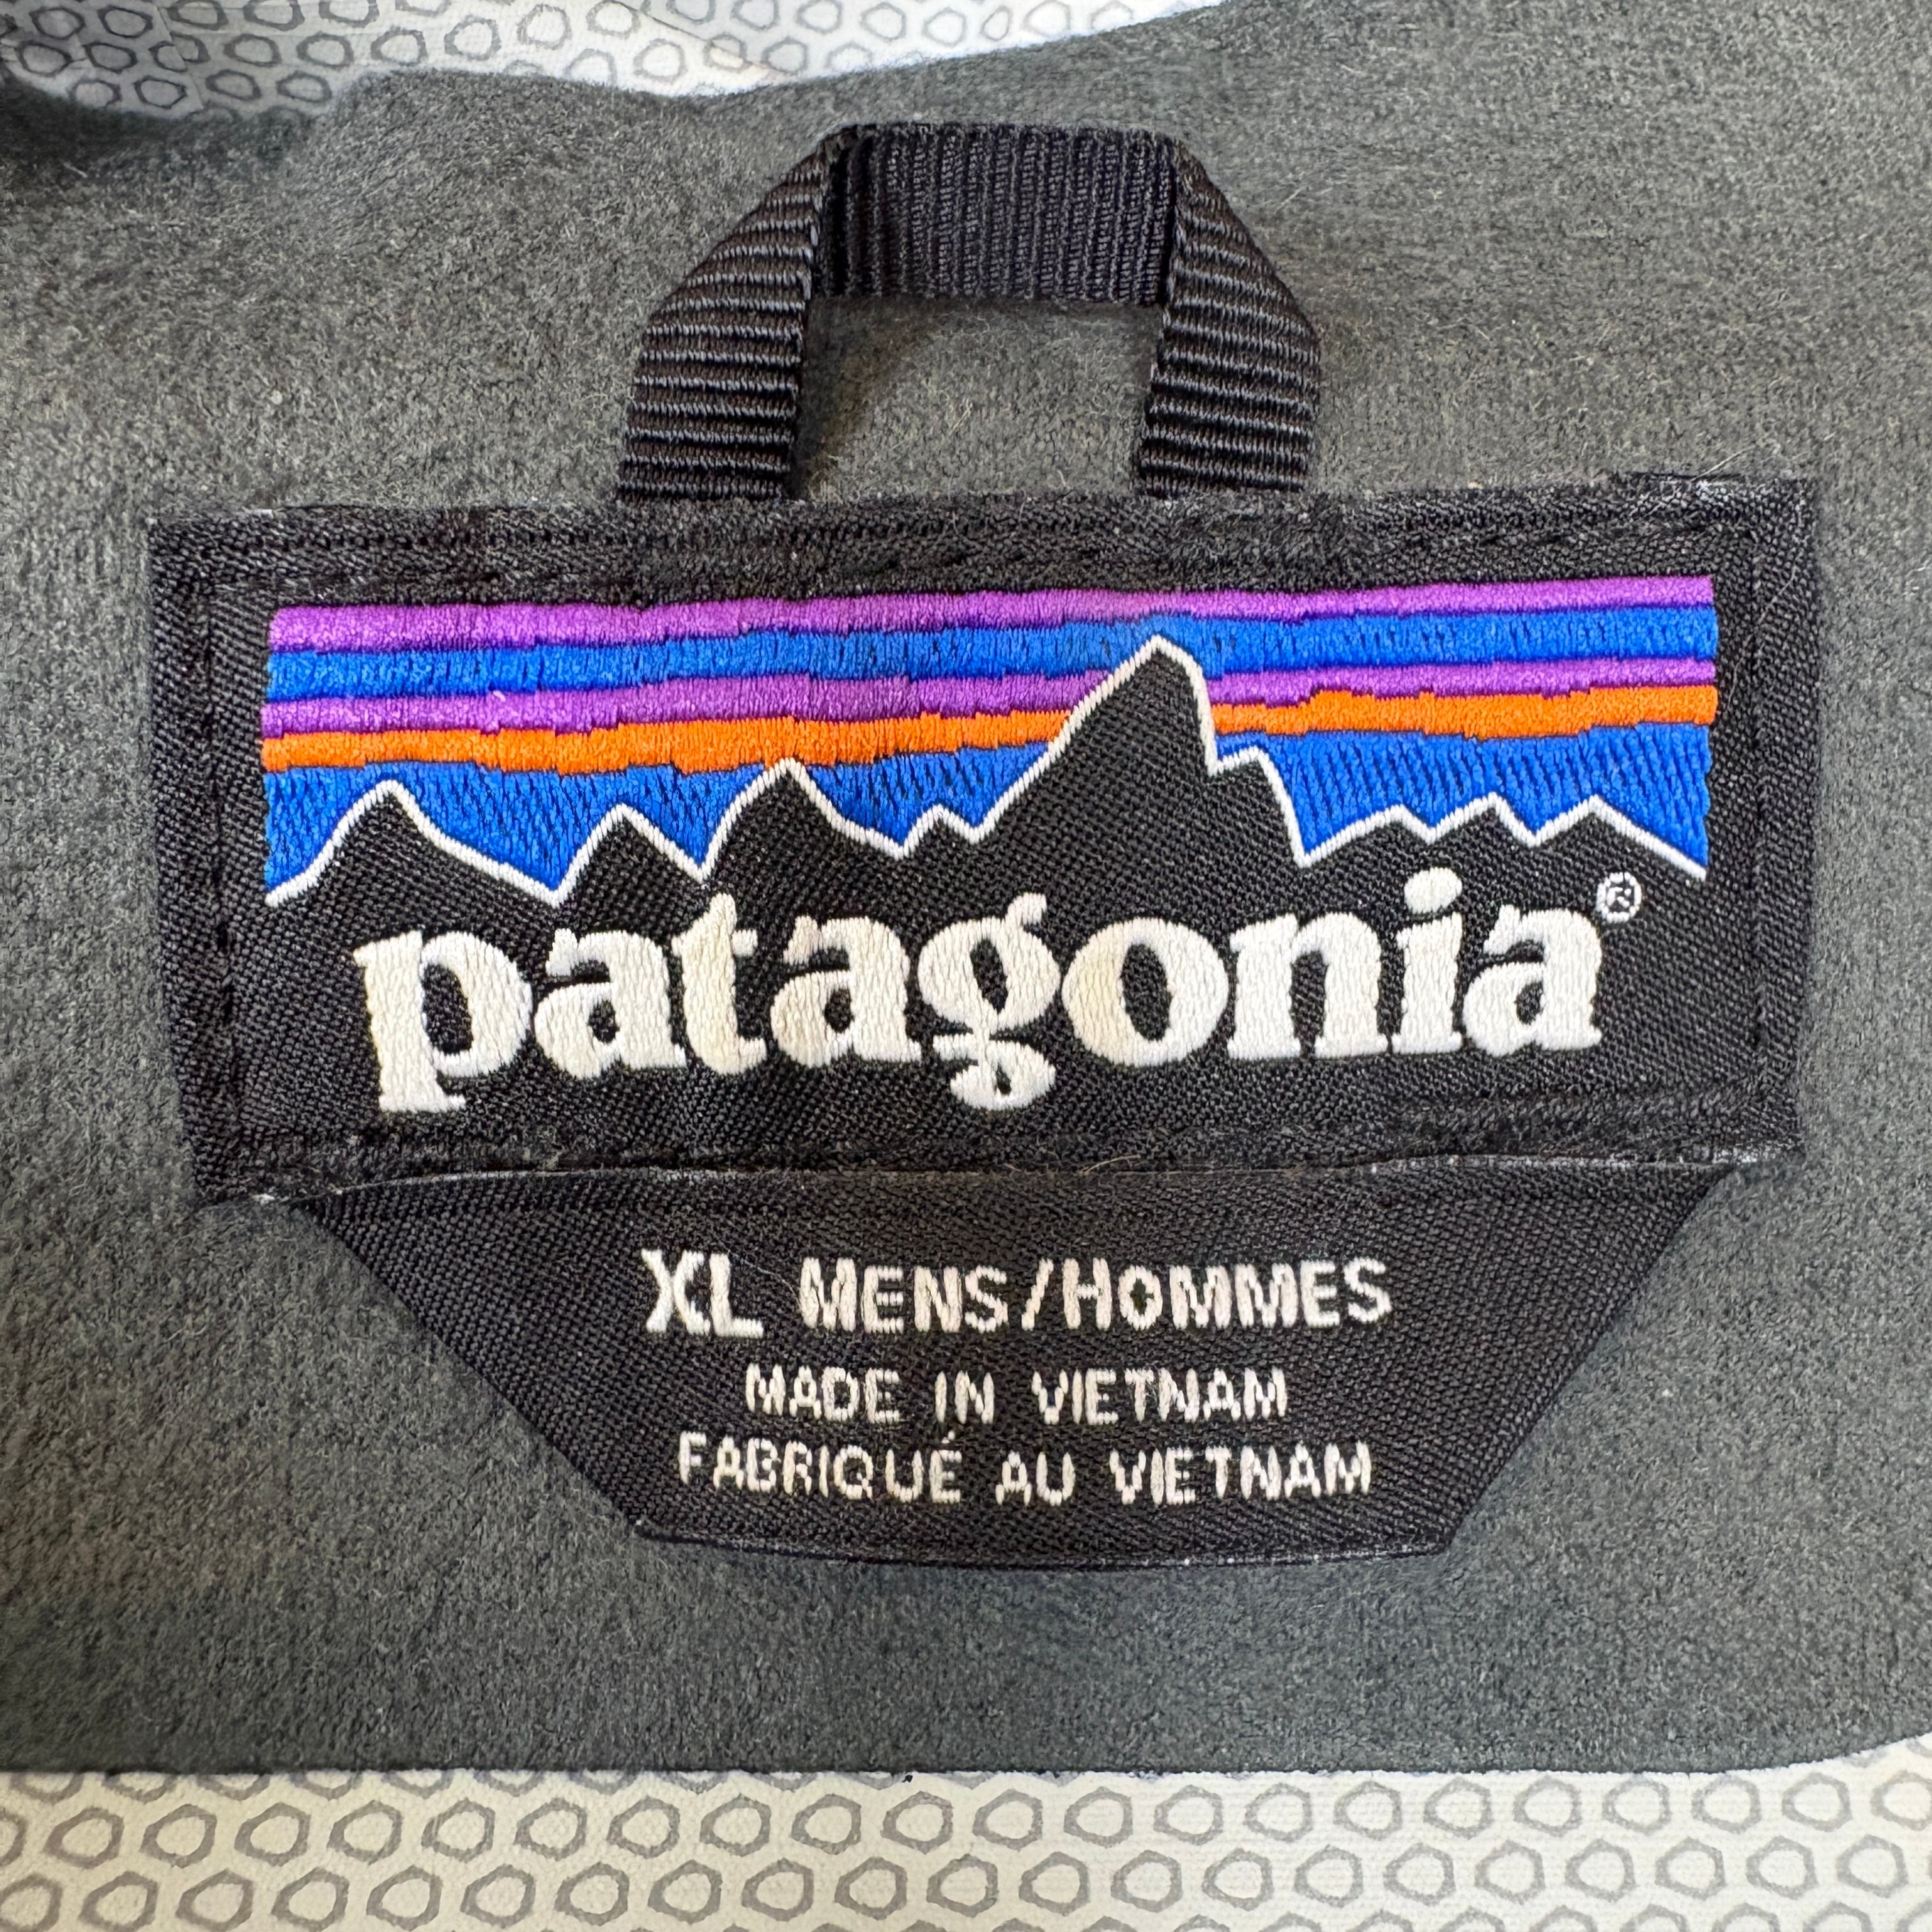 patagonia®
XL MENS/HOMMES
MADE IN VIETNAM
FABRIQUÉ AU VIETNAM